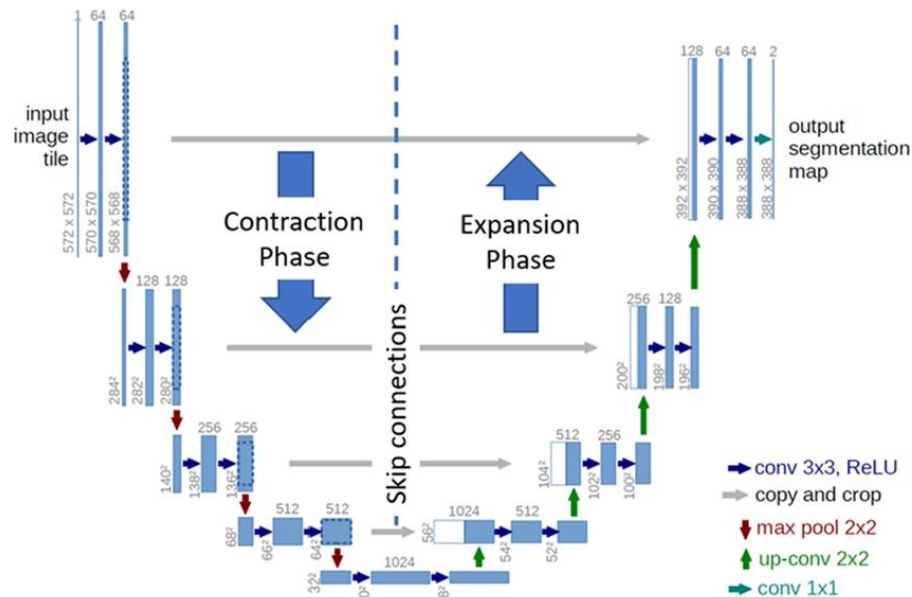 1 64 64
128 64 64 2
input
image
tile
output
segmentation
map
572 x 572
570 x 570
568 x 568
392 x 392
390 x 390
388 x 388
388 x 388
Contraction
Phase
Expansion
Phase
128 128
256 128
284²
282²
280²
200²
198²
196²
Skip connections
256 256
512 256
140²
138²
136²
104²
102²
100²
512 512
1024 512
68²
66²
64²
56²
54²
52²
1024
32²
conv 3x3, ReLU
copy and crop
max pool 2x2
up-conv 2x2
conv 1x1